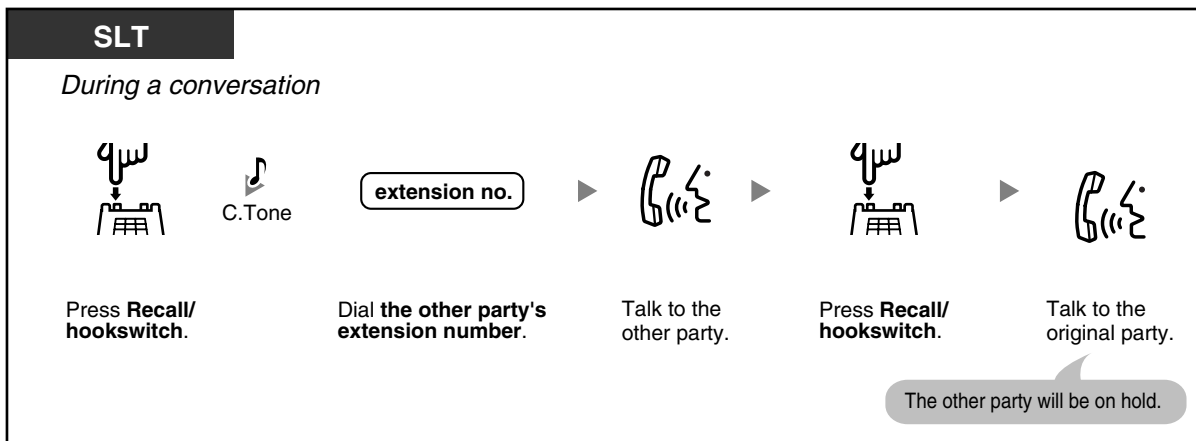 SLT
During a conversation
C.Tone
extension no.
Press Recall/
hookswitch.
Dial the other party's
extension number.
Talk to the
other party.
Press Recall/
hookswitch.
Talk to the
original party.
The other party will be on hold.